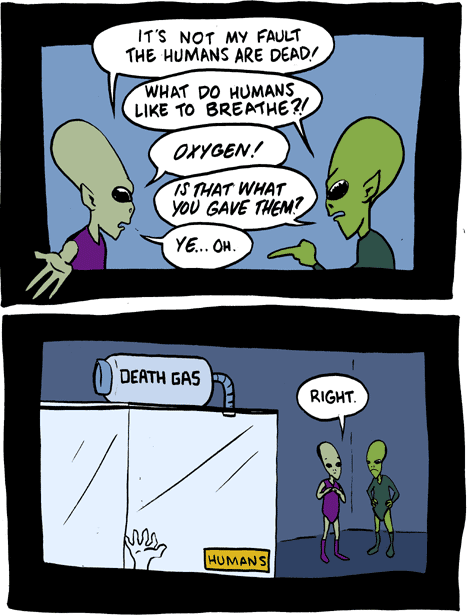 IT'S NOT MY FAULT
THE HUMANS ARE DEAD!
WHAT DO HUMANS
LIKE TO BREATHE?!
OXYGEN!
IS THAT WHAT
YOU GAVE THEM?
YE... OH.
DEATH GAS
RIGHT.
HUMANS